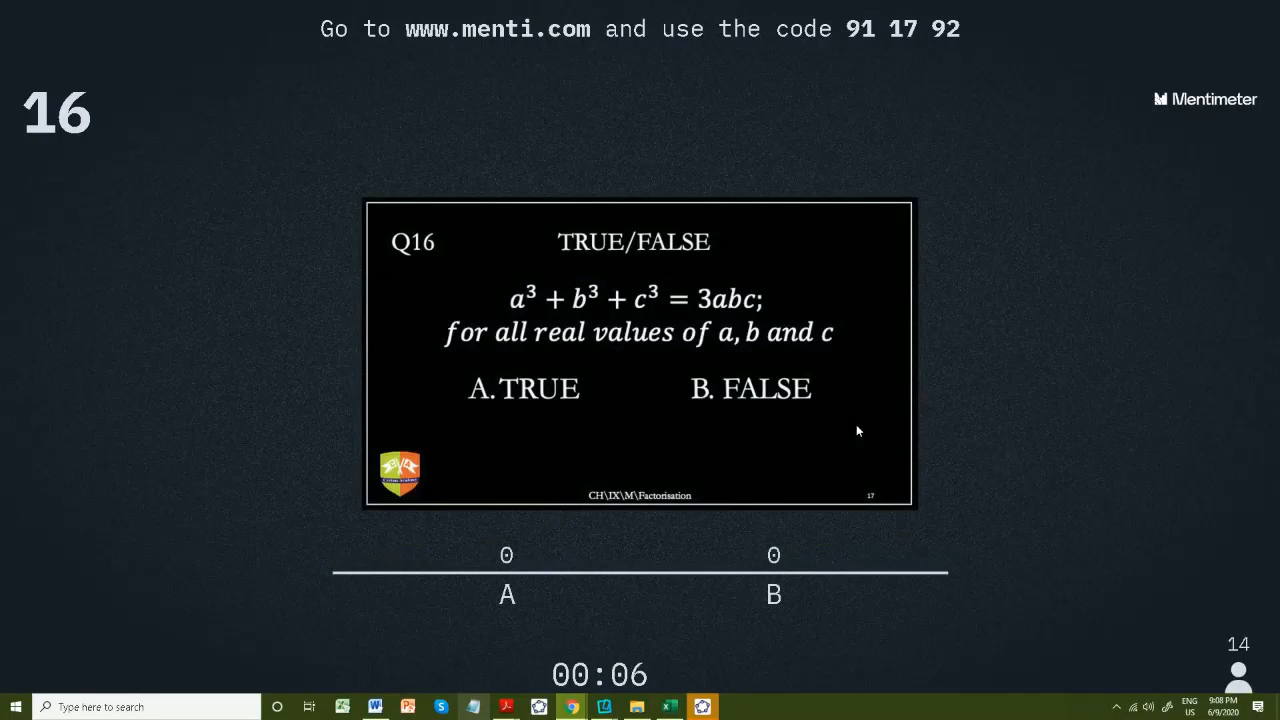 Go to www.menti.com and use the code 91 17 92
16
Mentimeter
Q16 TRUE/FALSE
a³ + b³ + c³ = 3abc;
for all real values of a, b and c
A. TRUE B. FALSE
CH\IX\M\Factorisation 17
0 0
A B
14
00:06
Type here to search
ENG
US
9:08 PM
6/9/2020